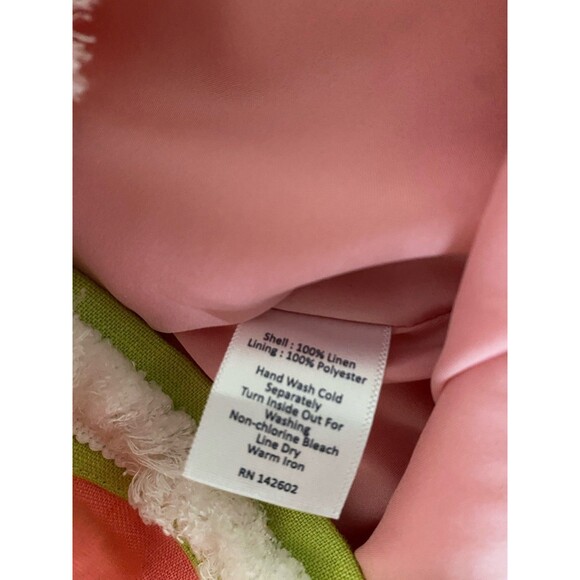 Shell : 100% Linen
Lining : 100% Polyester
Hand Wash Cold
Separately
Turn Inside Out For
Washing
Non-chlorine Bleach
Line Dry
Warm Iron
RN 142602